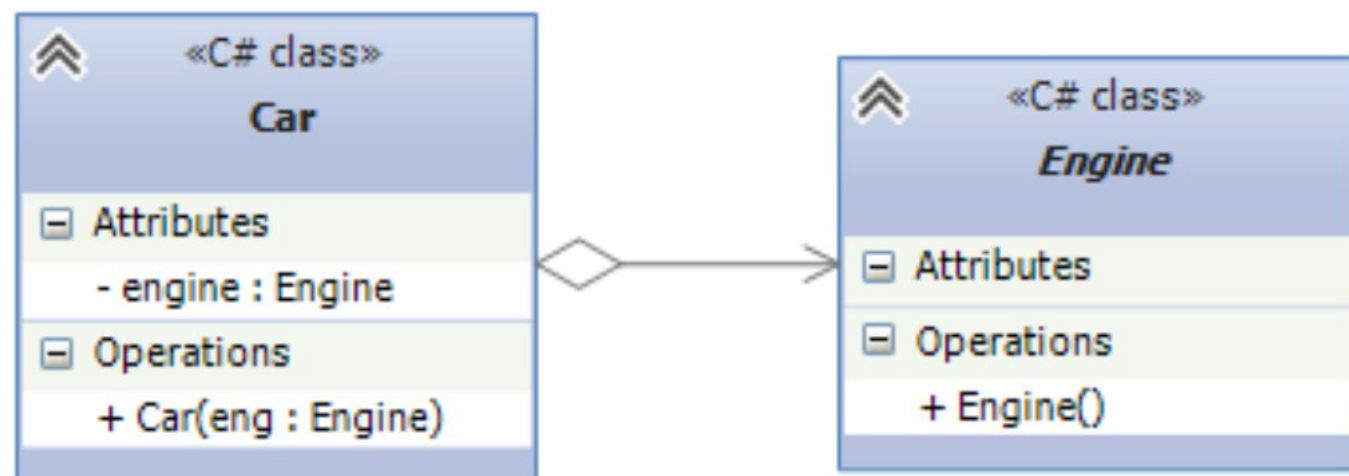 «C# class»
Car
Attributes
- engine : Engine
Operations
+ Car(eng : Engine)
«C# class»
Engine
Attributes
Operations
+ Engine()